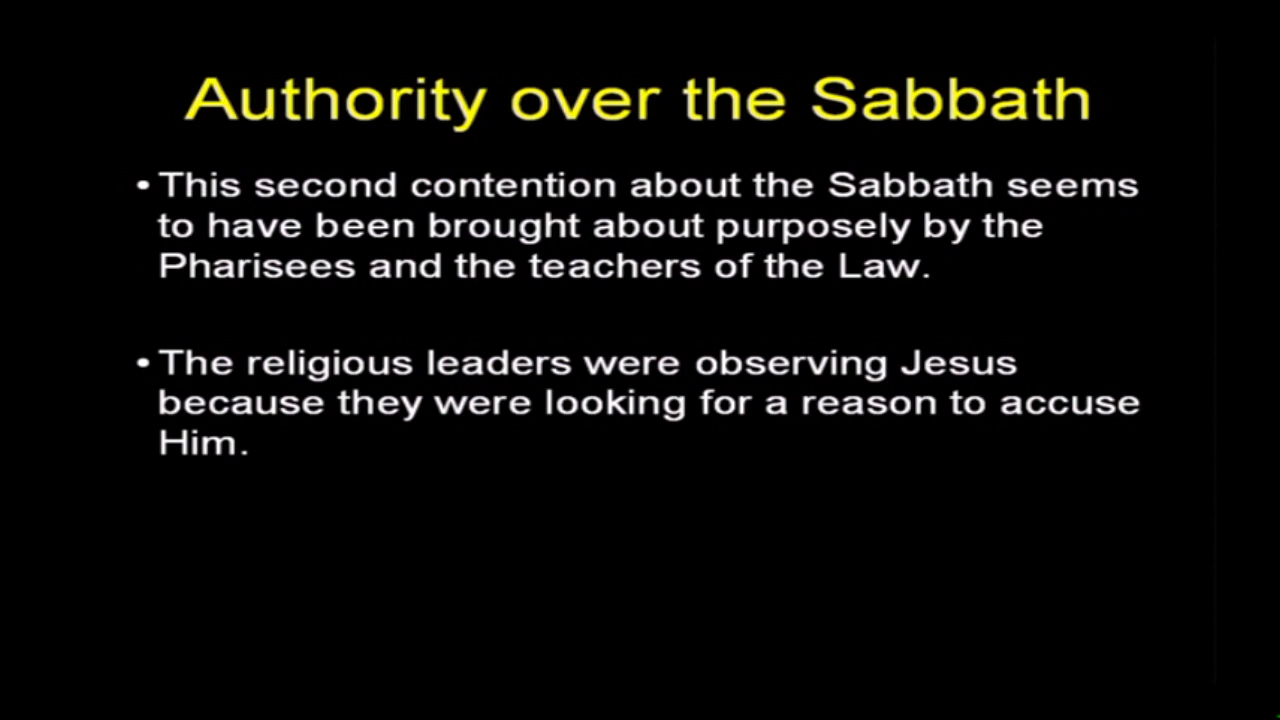 Authority over the Sabbath
• This second contention about the Sabbath seems
to have been brought about purposely by the
Pharisees and the teachers of the Law.
• The religious leaders were observing Jesus
because they were looking for a reason to accuse
Him.